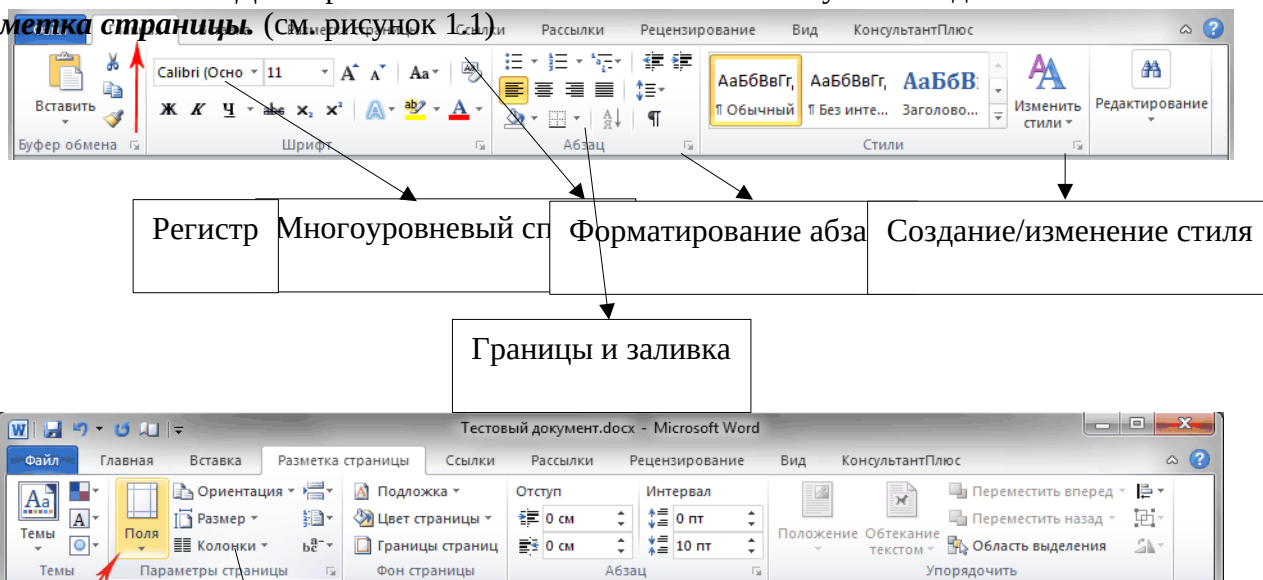 метка страницы. (см. рисунок 1.1)
Рассылки Рецензирование Вид КонсультантПлюс
Calibri (Осно 11 Aa
Вставить
Ж К Ч abc x₂ x² A ab A
АаБбВвГг, АаБбВвГг, АаБбВ
¶ Обычный ¶ Без инте... Заголово...
Изменить стили
Редактирование
Буфер обмена Шрифт Абзац Стили
Регистр Многоуровневый сп Форматирование абза Создание/изменение стиля
Границы и заливка
Тестовый документ.docx - Microsoft Word
Файл Главная Вставка Разметка страницы Ссылки Рассылки Рецензирование Вид КонсультантПлюс
Ориентация Подложка Отступ Интервал Переместить вперед
Темы Поля Размер Цвет страницы 0 см 0 пт Положение Обтекание текстом Переместить назад
Колонки Границы страниц 0 см 10 пт Область выделения
Темы Параметры страницы Фон страницы Абзац Упорядочить